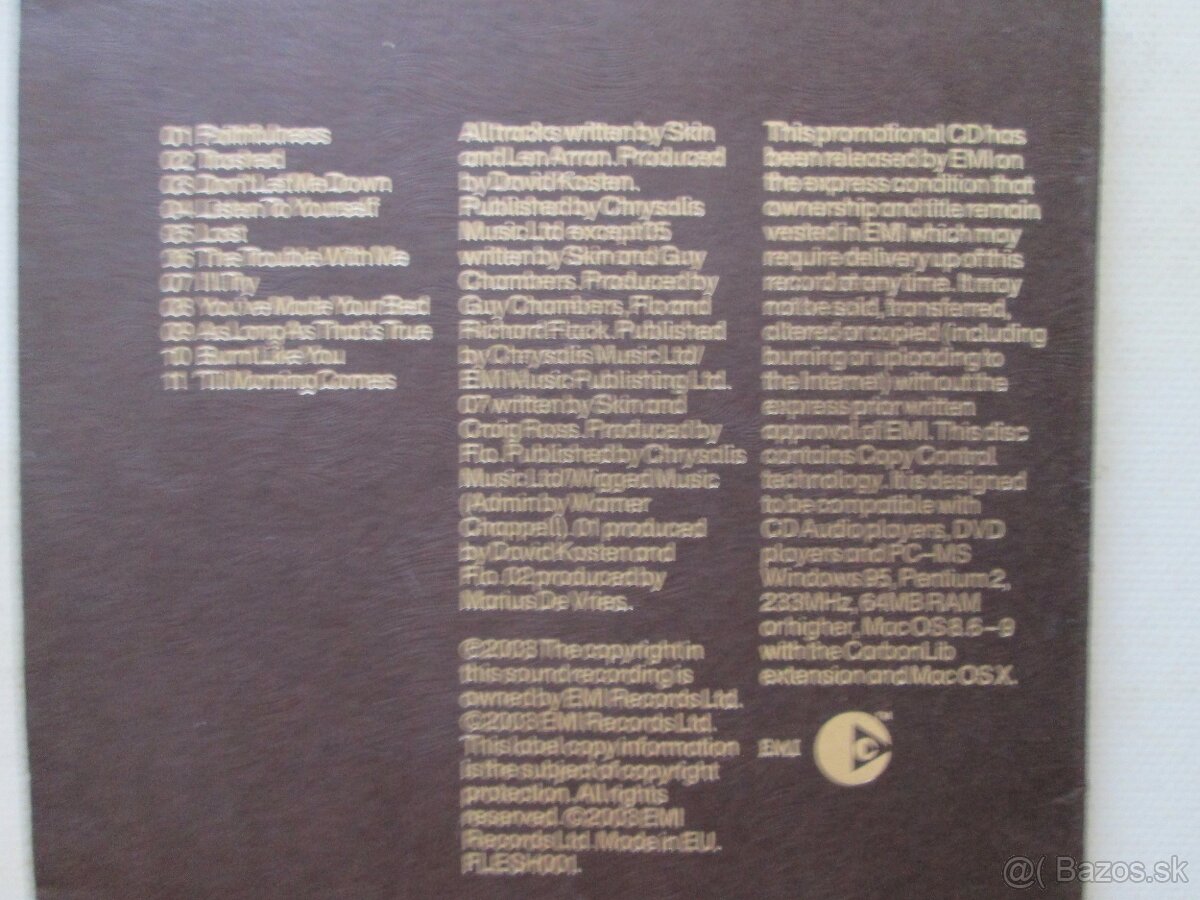 01 Faithfulness
02 Trashed
03 Don't Let Me Down
04 Listen To Yourself
05 Lost
06 The Trouble With Me
07 I'll Try
08 You've Made Your Bed
09 As Long As That's True
10 Burnt Like You
11 Til Morning Comes
All tracks written by Skin
and Len Arran. Produced
by David Kosten.
Published by Chrysalis
Music Ltd except 05
written by Skin and Guy
Chambers. Produced by
Guy Chambers, Flo and
Richard Flack. Published
by Chrysalis Music Ltd/
EMI Music Publishing Ltd.
07 written by Skin and
Craig Ross. Produced by
Flo. Published by Chrysalis
Music Ltd/Wigged Music
(Admin by Warner
Chappell). 01 produced
by David Kosten and
Flo. 02 produced by
Marius De Vries.
℗2003 The copyright in
this sound recording is
owned by EMI Records Ltd.
©2003 EMI Records Ltd.
This label copy information
is the subject of copyright
protection. All rights
reserved. ©2003 EMI
Records Ltd. Made in EU.
FLESH001.
This promotional CD has
been released by EMI on
the express condition that
ownership and title remain
vested in EMI which may
require delivery up of this
record at any time. It may
not be sold, transferred,
altered or copied (including
burning or uploading to
the Internet) without the
express prior written
approval of EMI. This disc
contains Copy Control
technology. It is designed
to be compatible with
CD Audio players, DVD
players and PC-MS
Windows 95, Pentium 2,
233MHz, 64MB RAM
or higher, Mac OS 8.6-9
with the CarbonLib
extension and Mac OS X.
EMI
C
TM
@( Bazos.sk